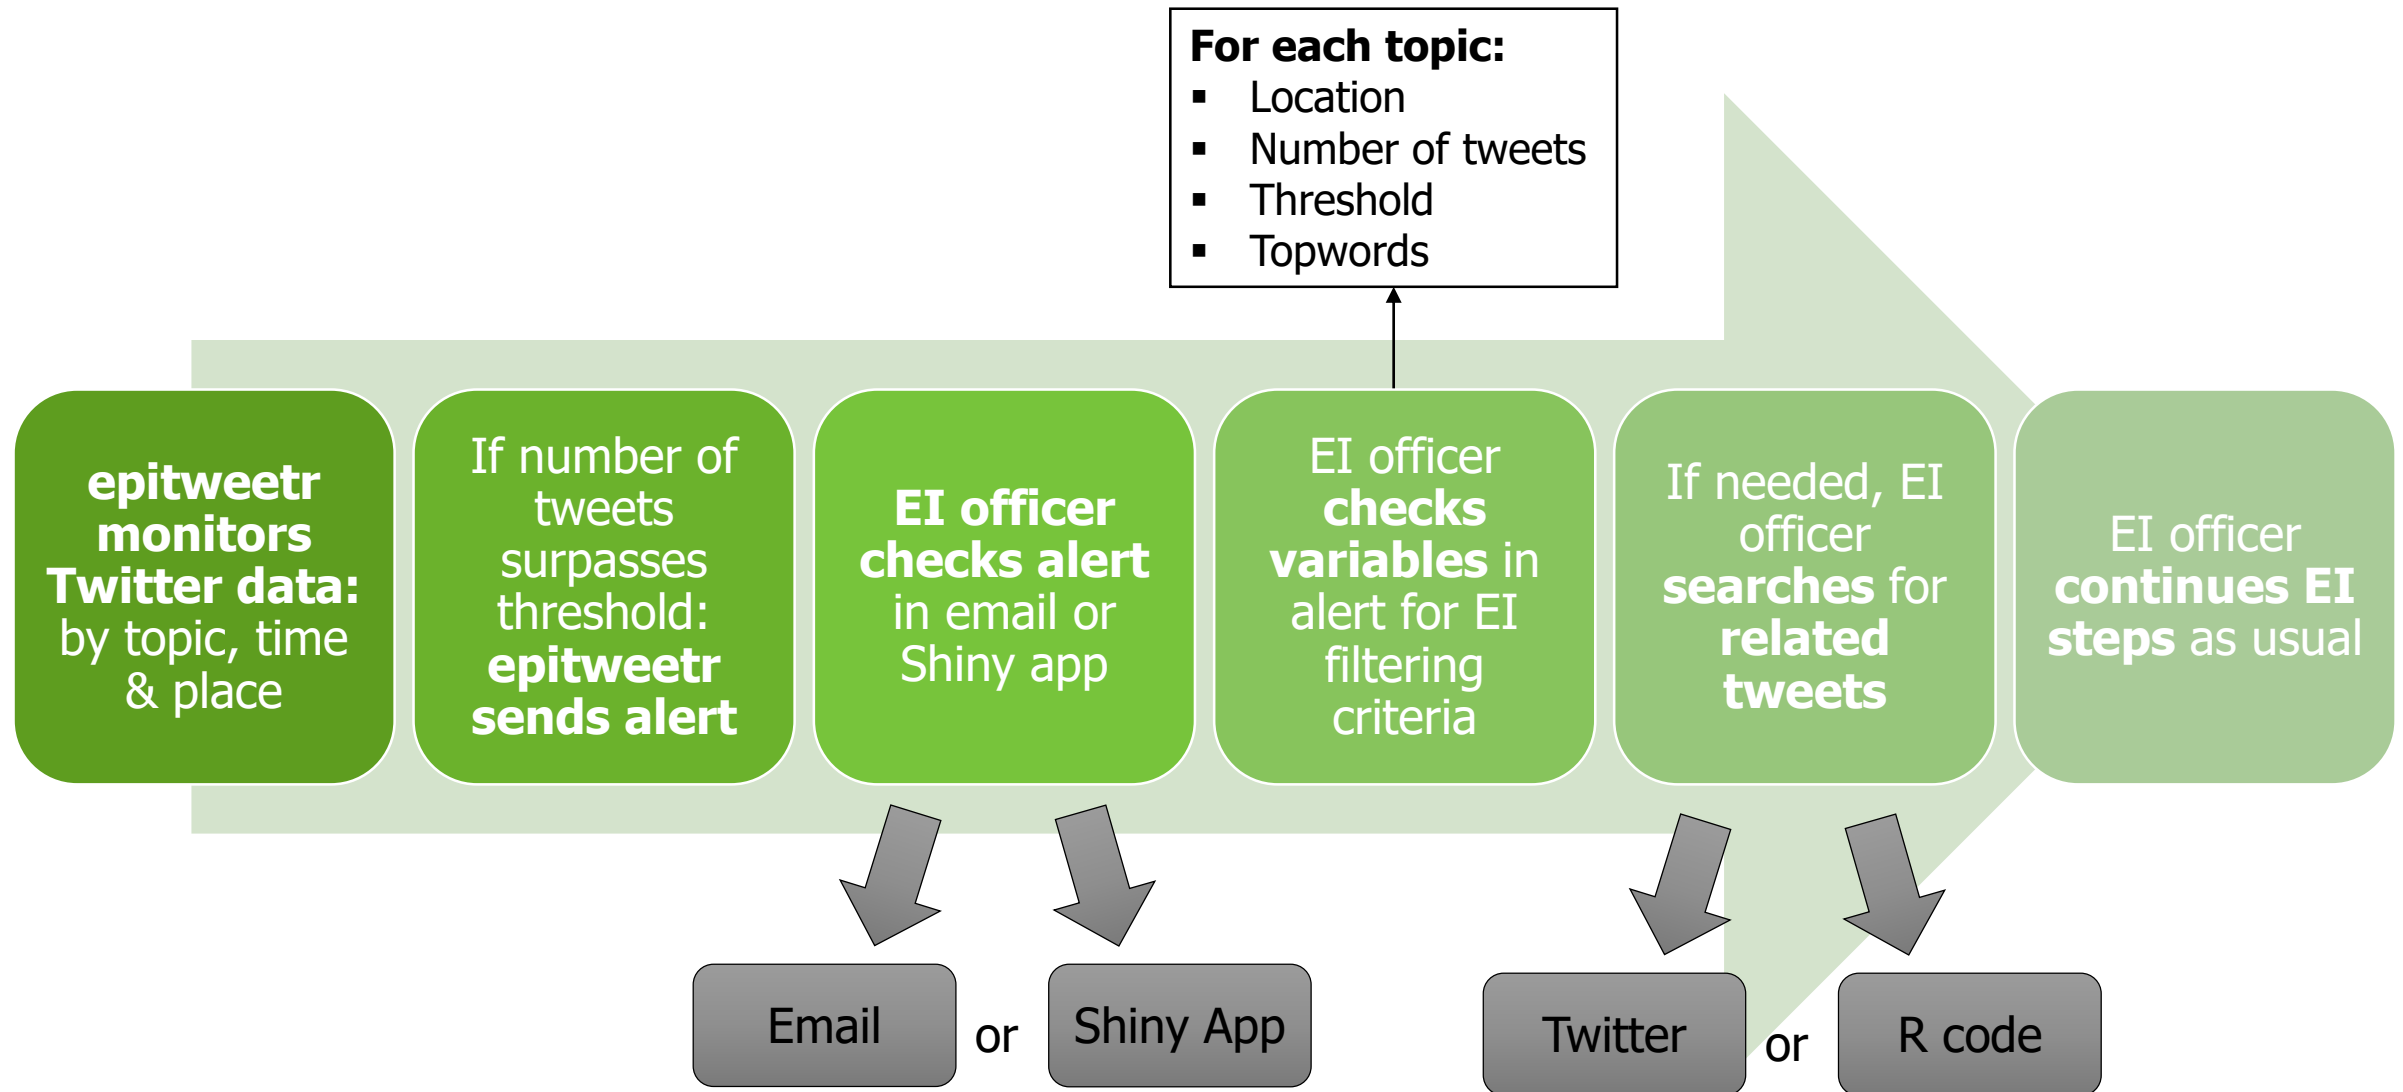 For each topic:
▪ Location
▪ Number of tweets
▪ Threshold
▪ Topwords
epitweetr
monitors
Twitter data:
by topic, time
& place
If number of
tweets
surpasses
threshold:
epitweetr
sends alert
EI officer
checks alert
in email or
Shiny app
EI officer
checks
variables in
alert for EI
filtering
criteria
If needed, EI
officer
searches for
related
tweets
EI officer
continues EI
steps as usual
Email
or
Shiny App
Twitter
or
R code